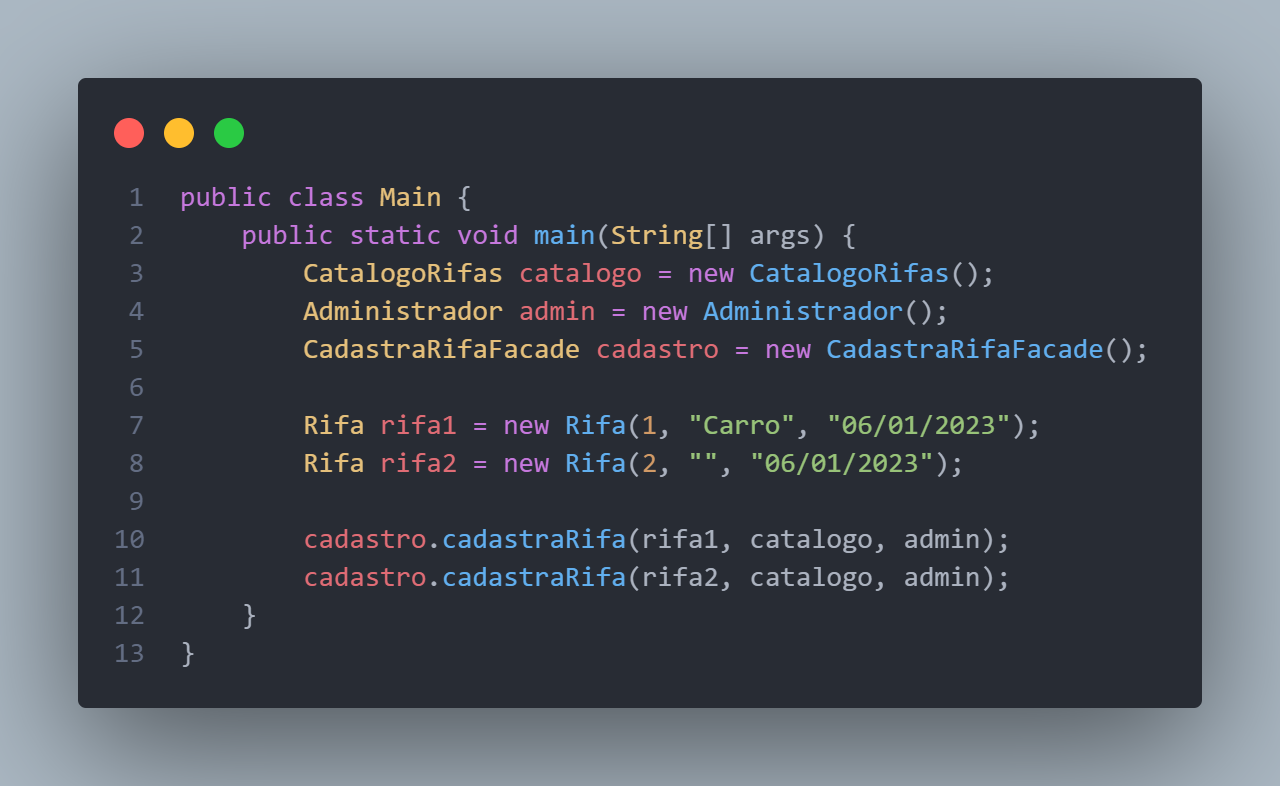 1 public class Main {
2     public static void main(String[] args) {
3         CatalogoRifas catalogo = new CatalogoRifas();
4         Administrador admin = new Administrador();
5         CadastraRifaFacade cadastro = new CadastraRifaFacade();
6
7         Rifa rifa1 = new Rifa(1, "Carro", "06/01/2023");
8         Rifa rifa2 = new Rifa(2, "", "06/01/2023");
9
10         cadastro.cadastraRifa(rifa1, catalogo, admin);
11         cadastro.cadastraRifa(rifa2, catalogo, admin);
12     }
13 }